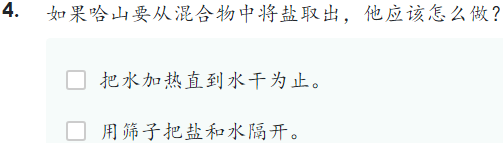 4. 如果哈山要从混合物中将盐取出，他应该怎么做？
把水加热直到水干为止。
用筛子把盐和水隔开。